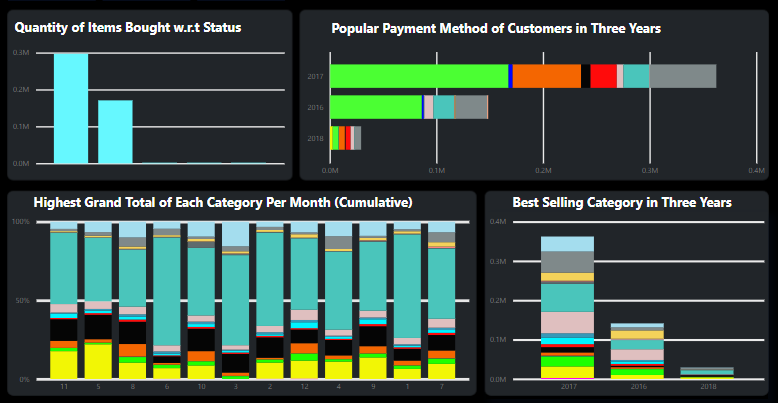 Quantity of Items Bought w.r.t Status
0.3M
0.2M
0.1M
0.0M
Popular Payment Method of Customers in Three Years
2017
2016
2018
0.0M 0.1M 0.2M 0.3M 0.4M
Highest Grand Total of Each Category Per Month (Cumulative)
100%
50%
0%
11 5 8 6 10 3 2 12 4 9 1 7
Best Selling Category in Three Years
0.4M
0.3M
0.2M
0.1M
0.0M
2017 2016 2018